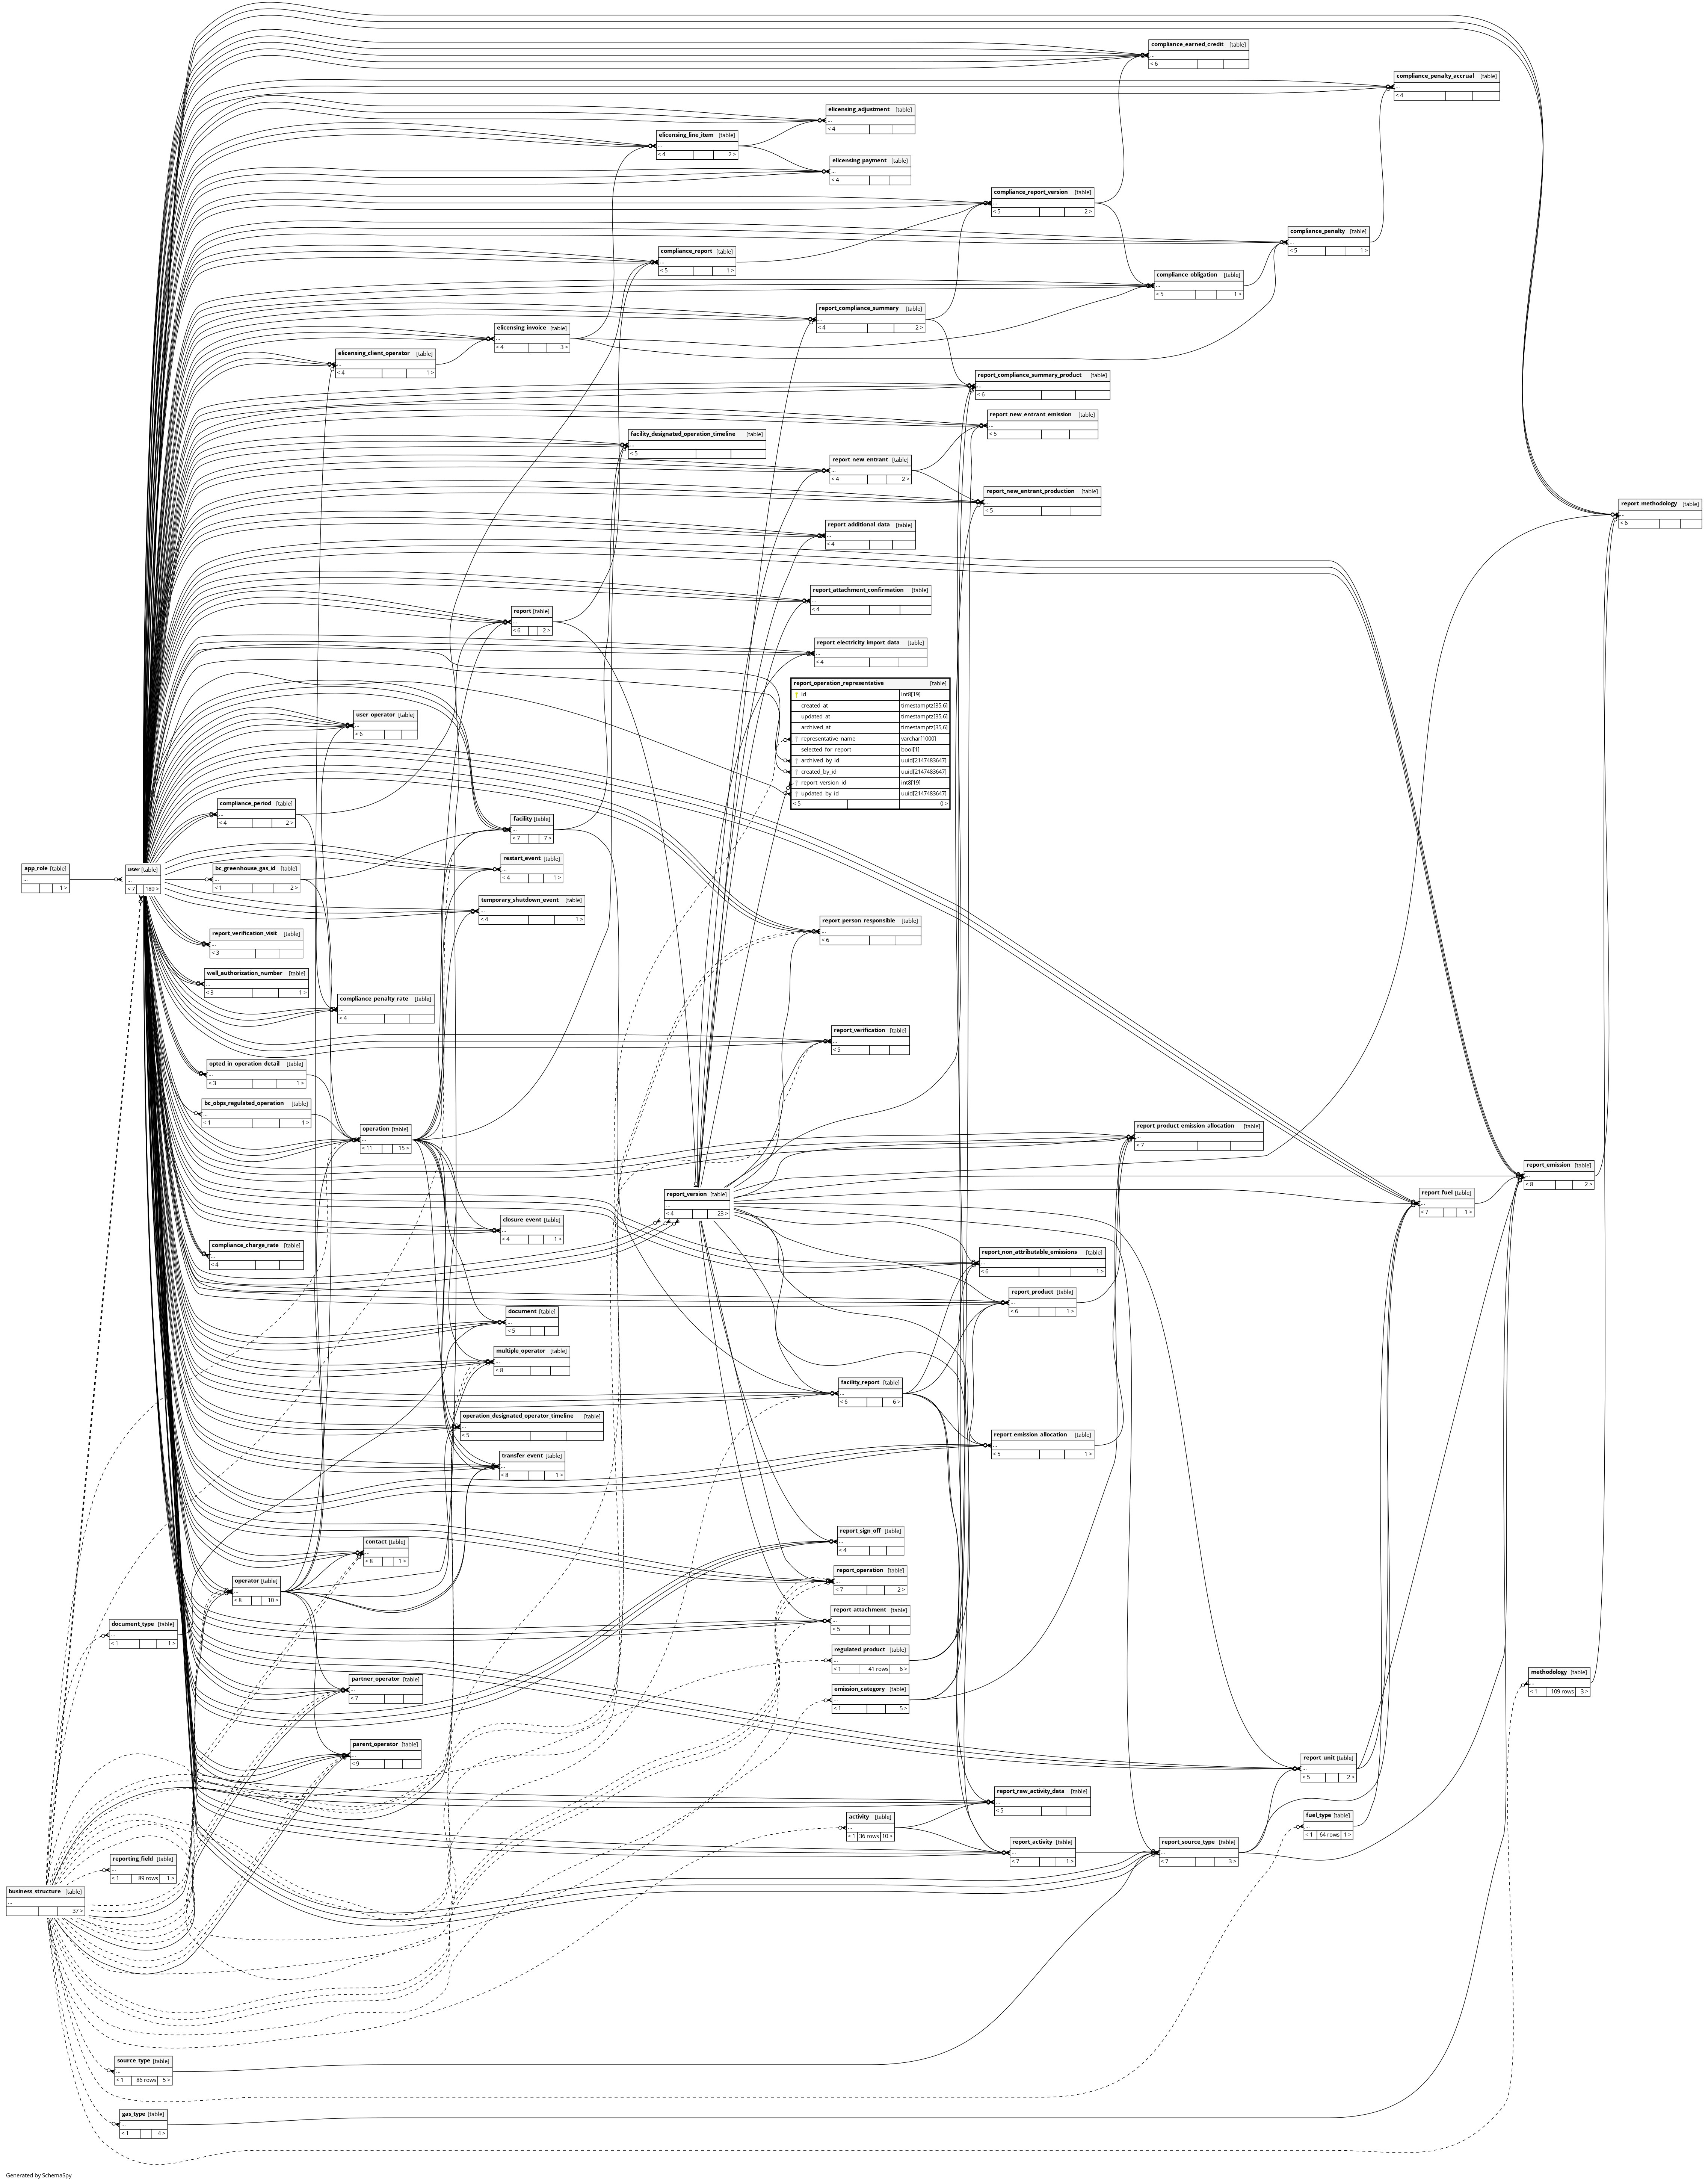 compliance_earned_credit [table]
...
< 6
compliance_penalty_accrual [table]
...
< 4
elicensing_adjustment [table]
...
< 4
elicensing_line_item [table]
...
< 4 2 >
elicensing_payment [table]
...
< 4
compliance_report_version [table]
...
< 5 2 >
compliance_penalty [table]
...
< 5 1 >
compliance_report [table]
...
< 5 1 >
compliance_obligation [table]
...
< 5 1 >
report_compliance_summary [table]
...
< 4 2 >
elicensing_invoice [table]
...
< 4 3 >
elicensing_client_operator [table]
...
< 4 1 >
report_compliance_summary_product [table]
...
< 6
report_new_entrant_emission [table]
...
< 5
facility_designated_operation_timeline [table]
...
< 5
report_new_entrant [table]
...
< 4 2 >
report_new_entrant_production [table]
...
< 5
report_methodology [table]
...
< 6
report_additional_data [table]
...
< 4
report_attachment_confirmation [table]
...
< 4
report [table]
...
< 6 2 >
report_electricity_import_data [table]
...
< 4
report_operation_representative [table]
id int8[19]
created_at timestamptz[35,6]
updated_at timestamptz[35,6]
archived_at timestamptz[35,6]
representative_name varchar[1000]
selected_for_report bool[1]
archived_by_id uuid[2147483647]
created_by_id uuid[2147483647]
report_version_id int8[19]
updated_by_id uuid[2147483647]
< 5 0 >
user_operator [table]
...
< 6
compliance_period [table]
...
< 4 2 >
facility [table]
...
< 7 7 >
restart_event [table]
...
< 4 1 >
app_role [table]
...
1 >
user [table]
...
< 7 189 >
bc_greenhouse_gas_id [table]
...
< 1 2 >
temporary_shutdown_event [table]
...
< 4 1 >
report_person_responsible [table]
...
< 6
report_verification_visit [table]
...
< 3
well_authorization_number [table]
...
< 3 1 >
compliance_penalty_rate [table]
...
< 4
report_verification [table]
...
< 5
opted_in_operation_detail [table]
...
< 3 1 >
bc_obps_regulated_operation [table]
...
< 1 1 >
operation [table]
...
< 11 15 >
report_product_emission_allocation [table]
...
< 7
report_emission [table]
...
< 8 2 >
report_version [table]
...
< 4 23 >
report_fuel [table]
...
< 7 1 >
closure_event [table]
...
< 4 1 >
compliance_charge_rate [table]
...
< 4
report_non_attributable_emissions [table]
...
< 6 1 >
report_product [table]
...
< 6 1 >
document [table]
...
< 5
multiple_operator [table]
...
< 8
facility_report [table]
...
< 6 6 >
operation_designated_operator_timeline [table]
...
< 5
report_emission_allocation [table]
...
< 5 1 >
transfer_event [table]
...
< 8 1 >
report_sign_off [table]
...
< 4
contact [table]
...
< 8 1 >
report_operation [table]
...
< 7 2 >
operator [table]
...
< 8 10 >
report_attachment [table]
...
< 5
document_type [table]
...
< 1 1 >
regulated_product [table]
...
< 1 41 rows 6 >
methodology [table]
...
< 1 109 rows 3 >
partner_operator [table]
...
< 7
emission_category [table]
...
< 1 5 >
parent_operator [table]
...
< 9
report_unit [table]
...
< 5 2 >
report_raw_activity_data [table]
...
< 5
activity [table]
...
< 1 36 rows 10 >
fuel_type [table]
...
< 1 64 rows 1 >
report_activity [table]
...
< 7 1 >
report_source_type [table]
...
< 7 3 >
reporting_field [table]
...
< 1 89 rows 1 >
business_structure [table]
...
37 >
source_type [table]
...
< 1 86 rows 5 >
gas_type [table]
...
< 1 4 >
Generated by SchemaSpy